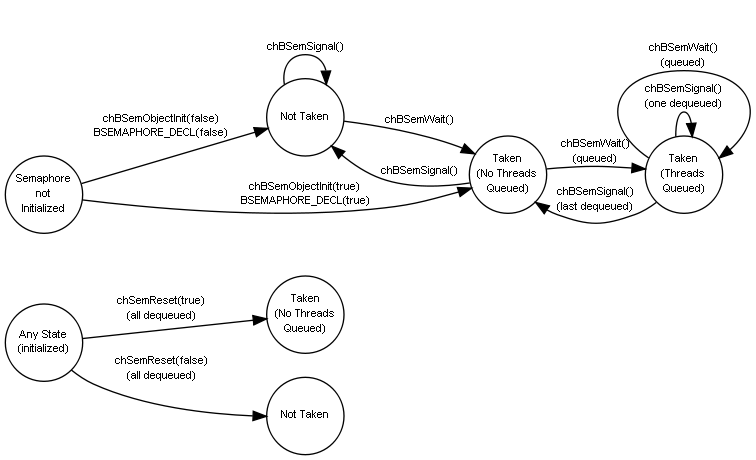 chBSemSignal()
chBSemWait()
(queued)
chBSemSignal()
(one dequeued)
chBSemObjectInit(false)
BSEMAPHORE_DECL(false)
Not Taken
chBSemWait()
chBSemWait()
(queued)
Taken
(No Threads
Queued)
Taken
(Threads
Queued)
chBSemSignal()
Semaphore
not
Initialized
chBSemObjectInit(true)
BSEMAPHORE_DECL(true)
chBSemSignal()
(last dequeued)
chSemReset(true)
(all dequeued)
Taken
(No Threads
Queued)
Any State
(initialized)
chSemReset(false)
(all dequeued)
Not Taken